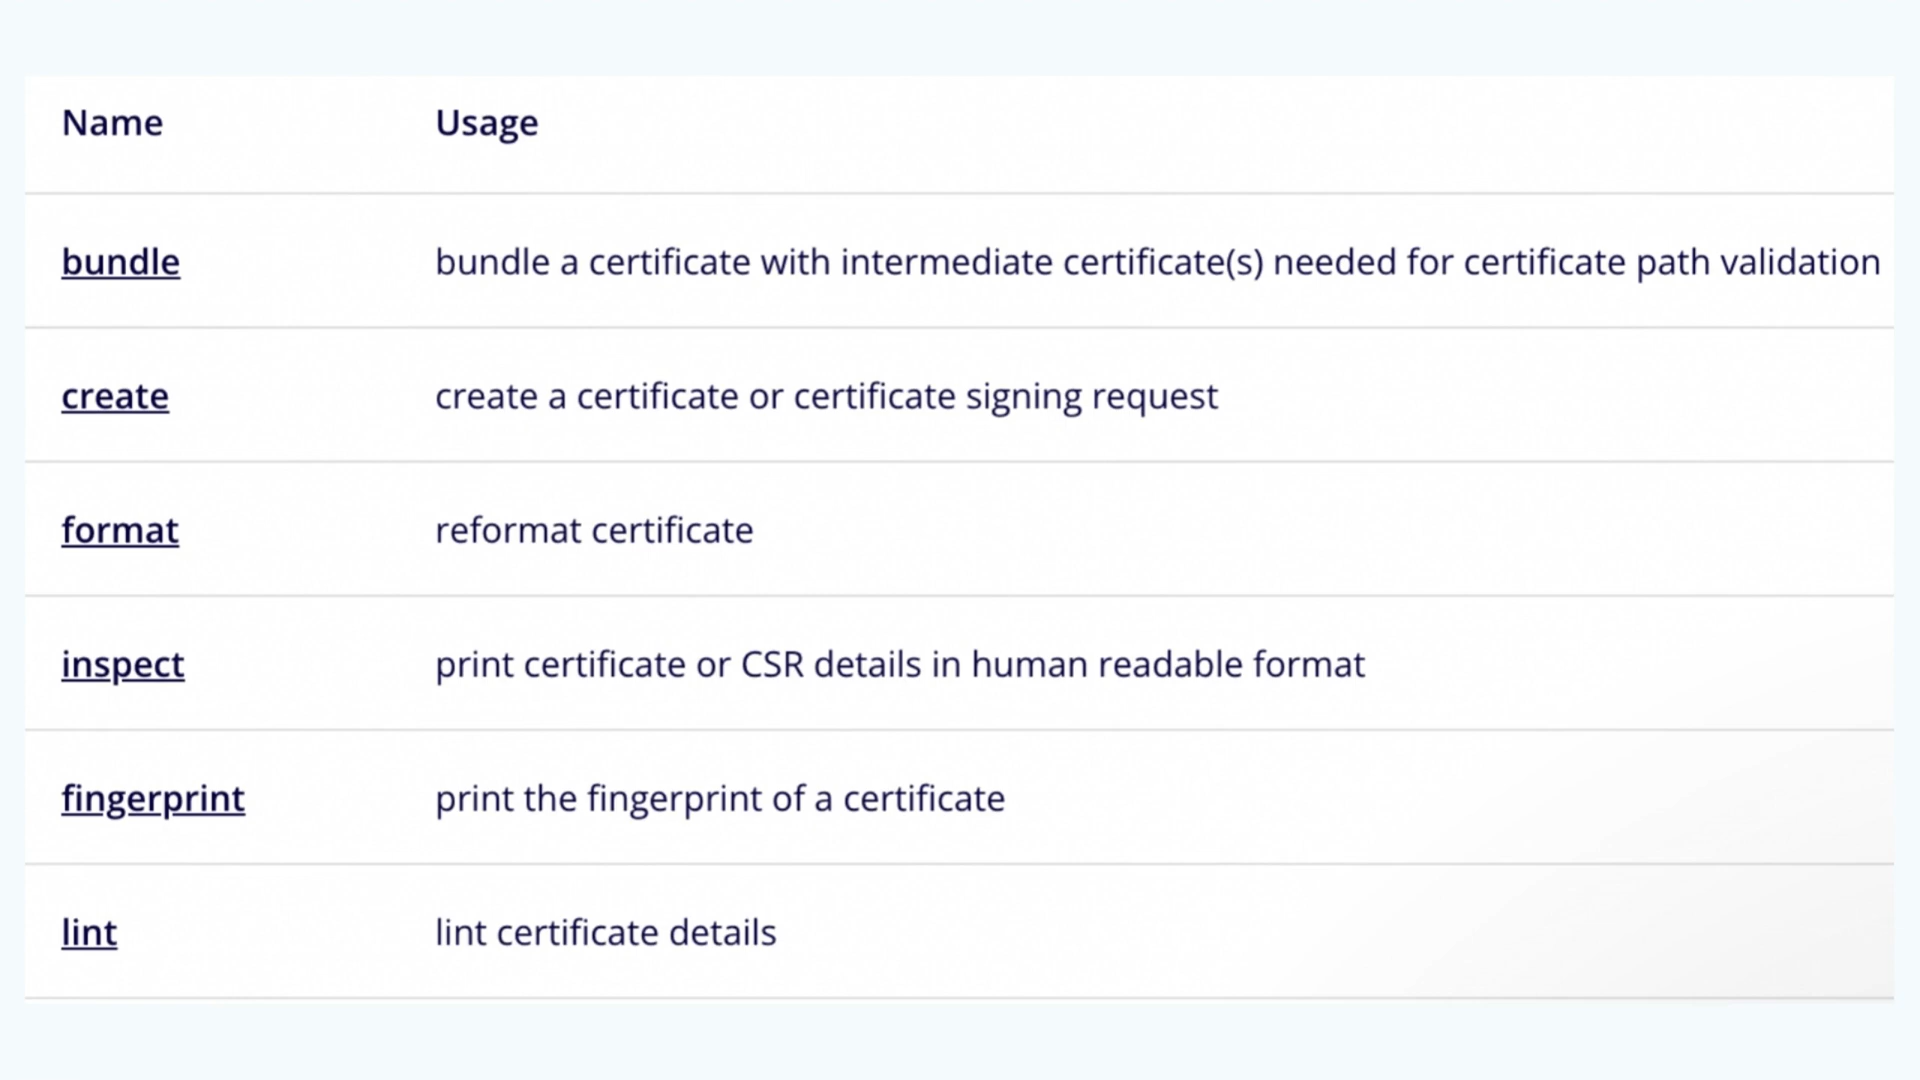 Name Usage
bundle bundle a certificate with intermediate certificate(s) needed for certificate path validation
create create a certificate or certificate signing request
format reformat certificate
inspect print certificate or CSR details in human readable format
fingerprint print the fingerprint of a certificate
lint lint certificate details